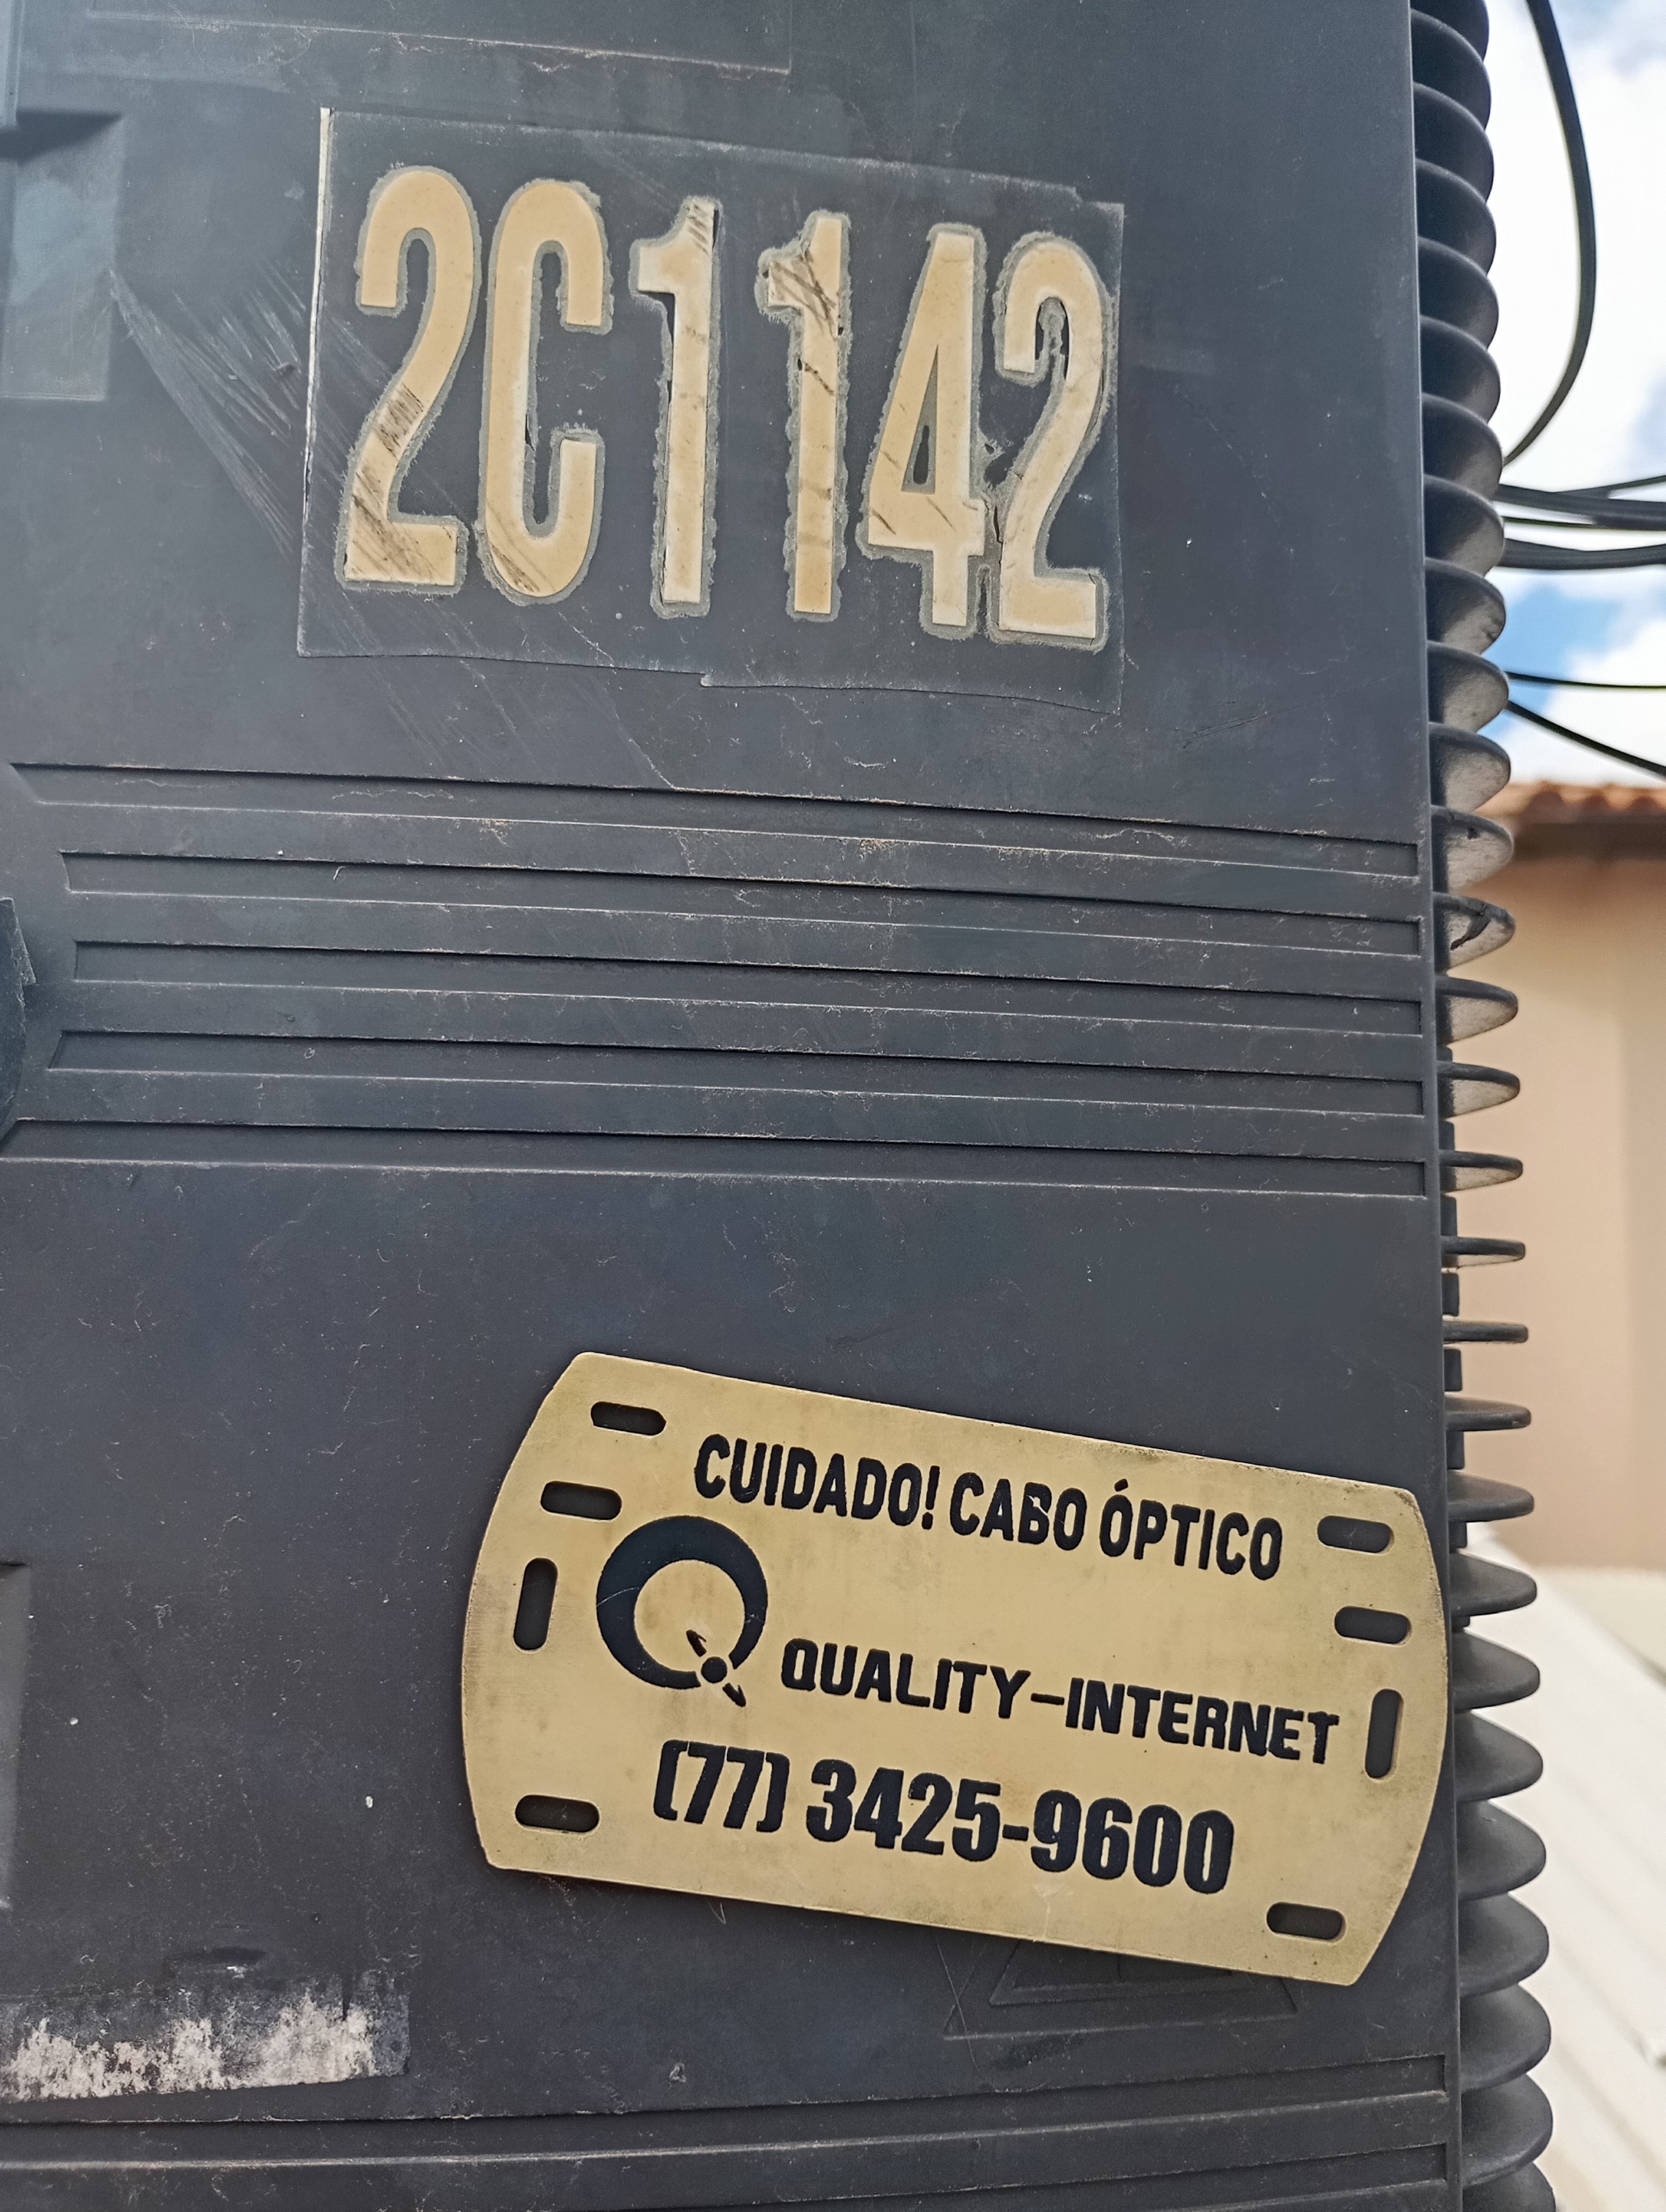 2C1142
CUIDADO! CABO ÓPTICO
QUALITY-INTERNET
(77) 3425-9600